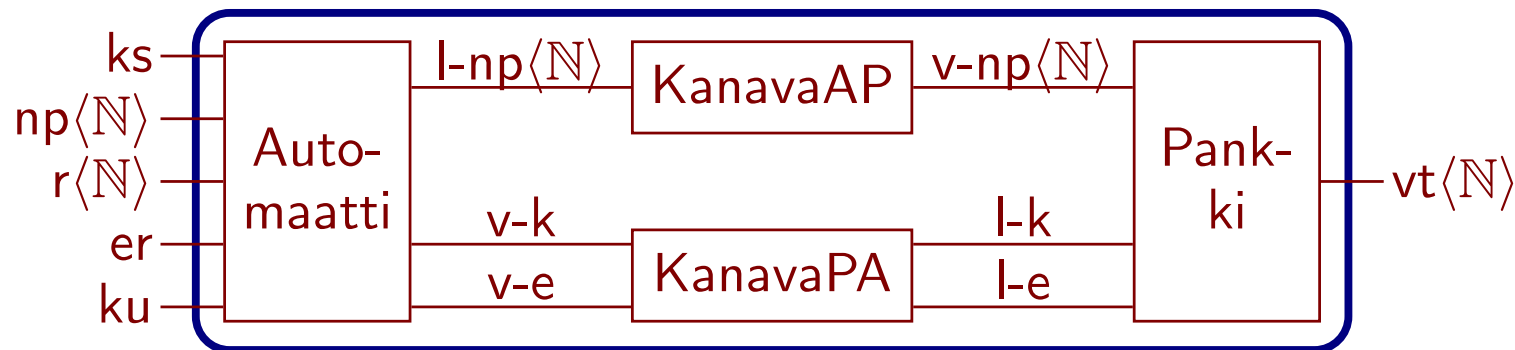 ks
np⟨ℕ⟩
r⟨ℕ⟩
er
ku
Auto-
maatti
l-np⟨ℕ⟩
v-k
v-e
KanavaAP
KanavaPA
v-np⟨ℕ⟩
l-k
l-e
Pank-
ki
vt⟨ℕ⟩